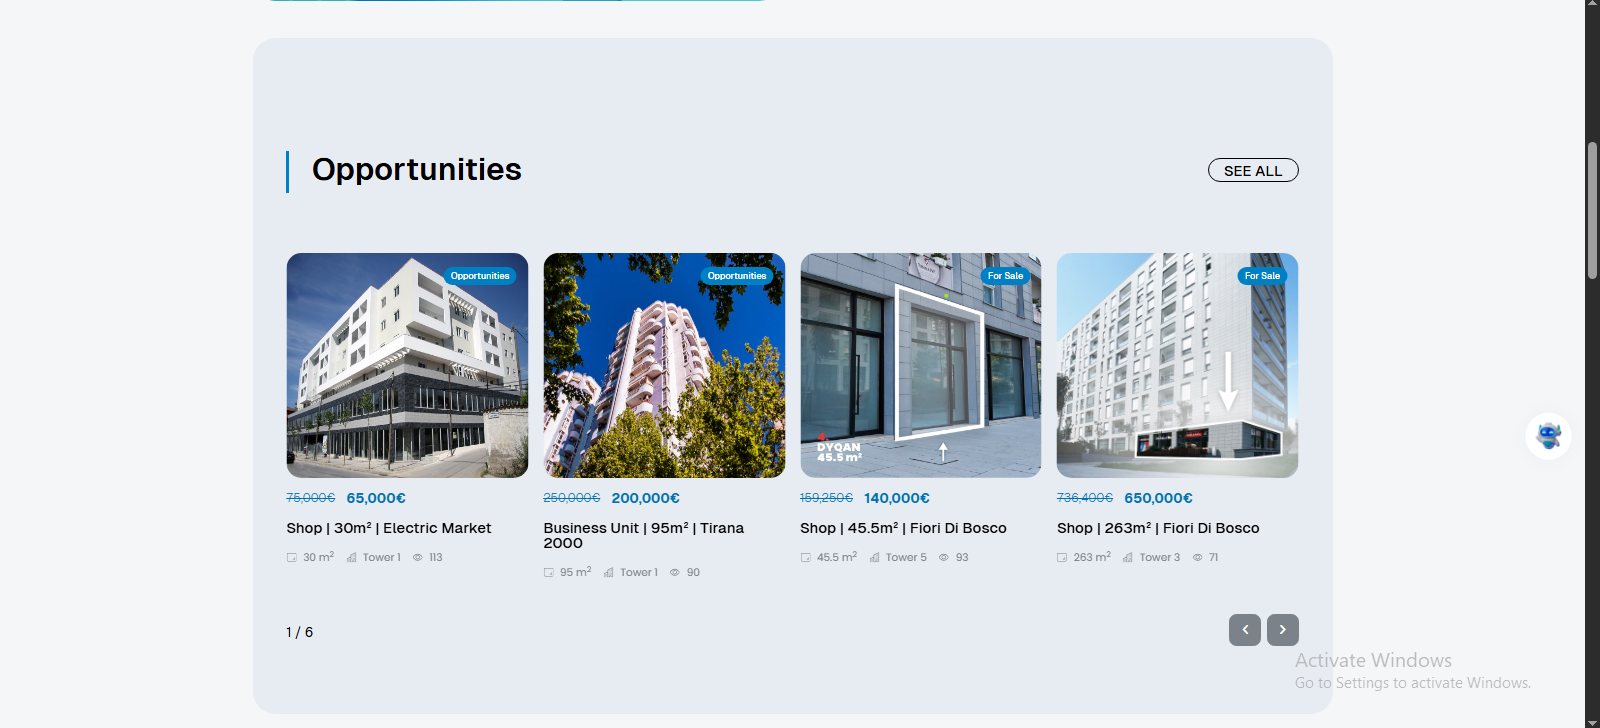 Opportunities
SEE ALL
Opportunities
Opportunities
For Sale
For Sale
DYQAN
45.5 m²
75,000€ 65,000€
250,000€ 200,000€
159,250€ 140,000€
736,400€ 650,000€
Shop | 30m² | Electric Market
Business Unit | 95m² | Tirana
2000
Shop | 45.5m² | Fiori Di Bosco
Shop | 263m² | Fiori Di Bosco
30 m² Tower 1 113
95 m² Tower 1 90
45.5 m² Tower 5 93
263 m² Tower 3 71
1 / 6
Activate Windows
Go to Settings to activate Windows.